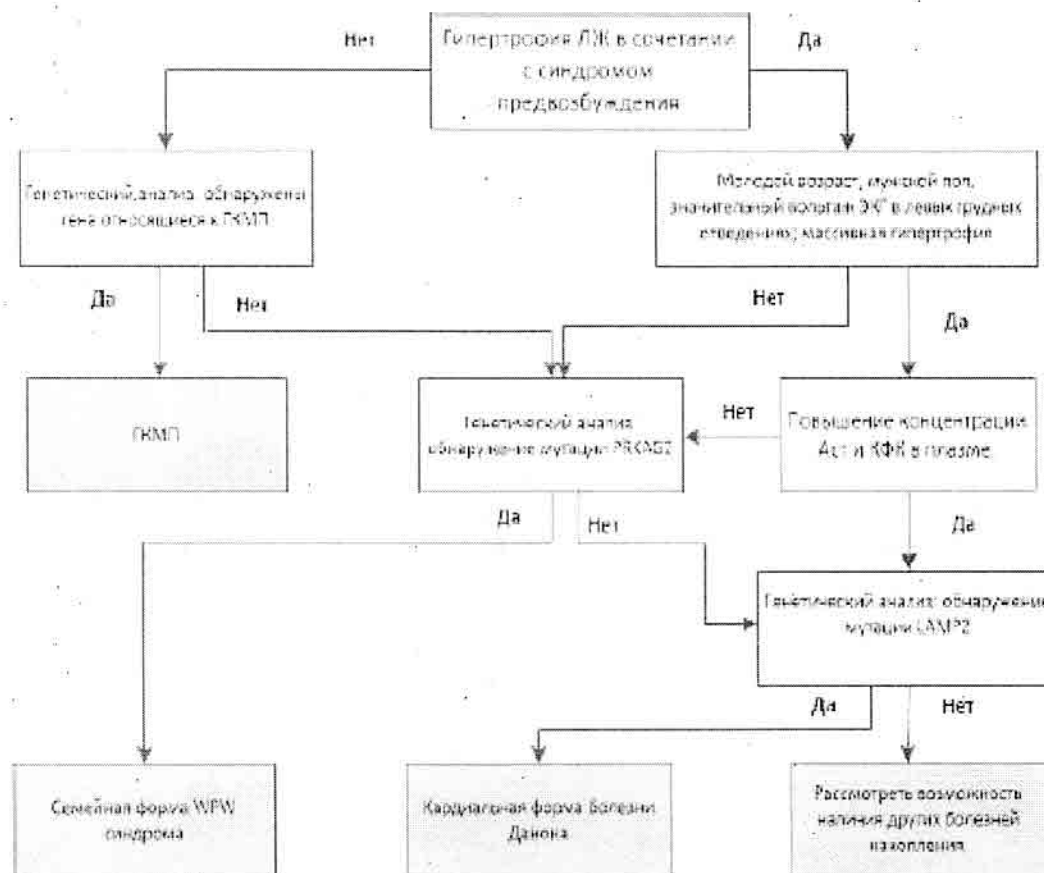 Нет
Гипертрофия ЛЖ в сочетании
с синдромом
предвозбуждения
Да
Генетический анализ: обнаружены
гена относящиеся к ГКМП
Молодой возраст, мужской пол,
значительный вольтаж ЭКГ в левых грудных
отведениях; массивная гипертрофия
Да
Нет
Нет
Да
ГКМП
Генетический анализ:
обнаружение мутации PRKAG2
Нет
Повышение концентрации
Аст и КФК в плазме
Да
Нет
Да
Генетический анализ: обнаружение
мутации LAMP2
Да
Нет
Семейная форма WPW
синдрома
Кардиальная форма болезни
Данона
Рассмотреть возможность
наличия других болезней
накопления